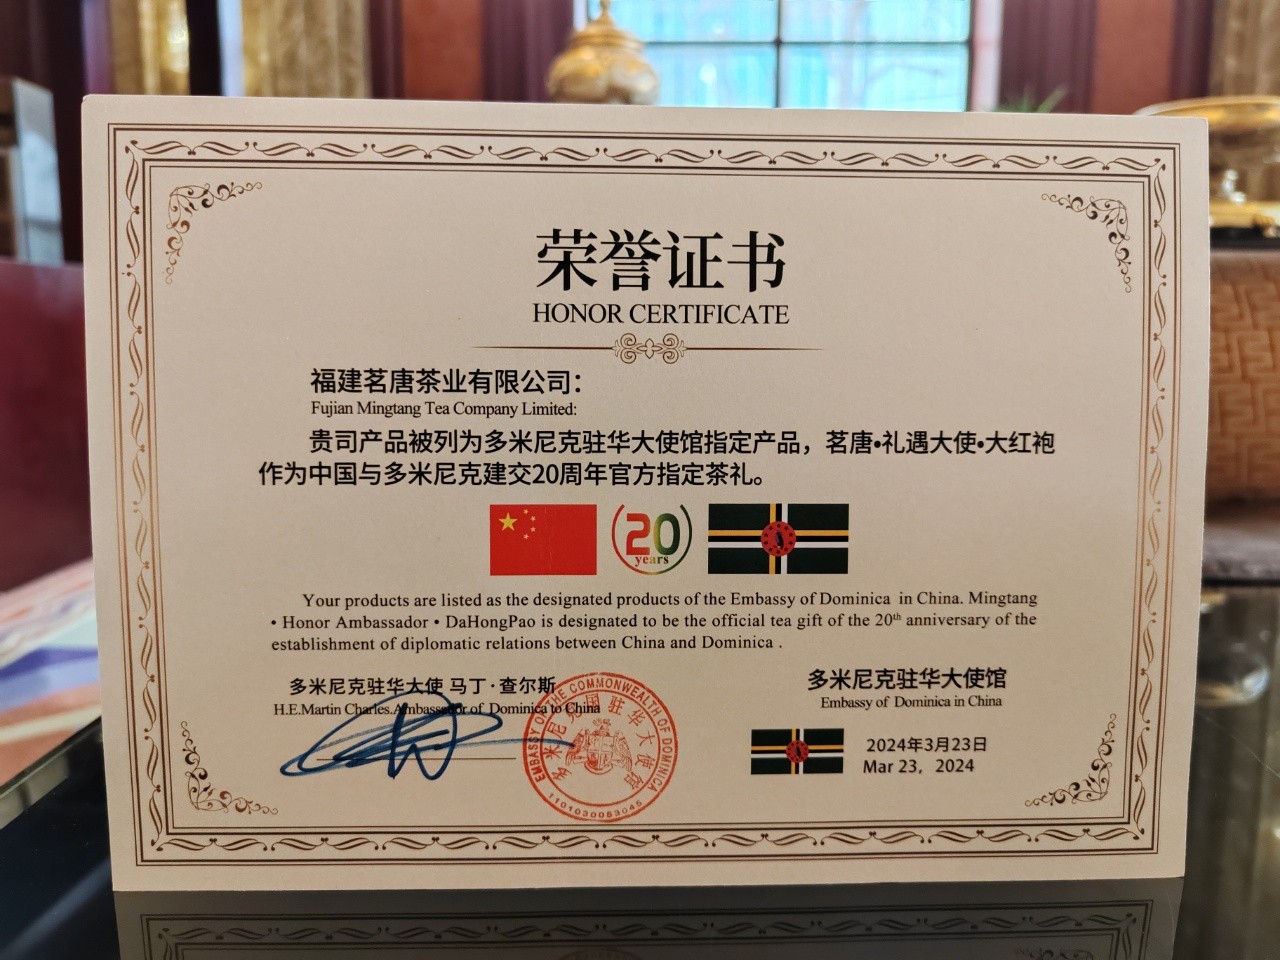 荣誉证书
HONOR CERTIFICATE
福建茗唐茶业有限公司：
Fujian Mingtang Tea Company Limited:
贵司产品被列为多米尼克驻华大使馆指定产品，茗唐•礼遇大使•大红袍
作为中国与多米尼克建交20周年官方指定茶礼。
20
years
Your products are listed as the designated products of the Embassy of Dominica in China. Mingtang
• Honor Ambassador • DaHongPao is designated to be the official tea gift of the 20th anniversary of the
establishment of diplomatic relations between China and Dominica .
多米尼克驻华大使 马丁·查尔斯
H.E.Martin Charles.Ambassador of Dominica to China
EMBASSY OF THE COMMONWEALTH OF DOMINICA
多米尼克国驻华大使馆
1101030053045
多米尼克驻华大使馆
Embassy of Dominica in China
2024年3月23日
Mar 23，2024